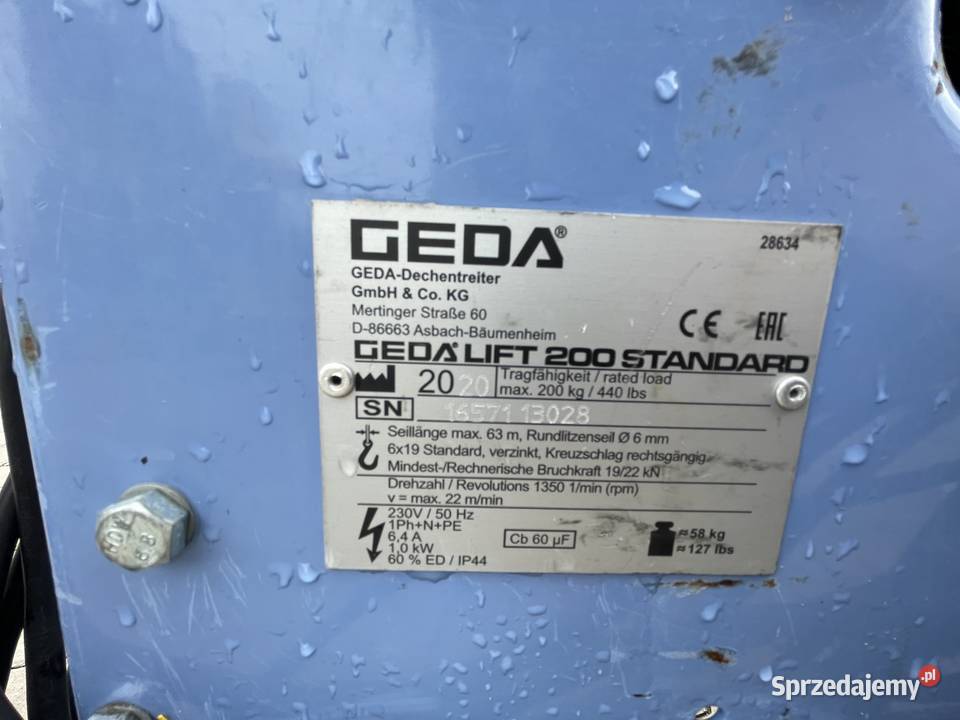 GEDA®
28634
GEDA-Dechentreiter
GmbH & Co. KG
Mertinger Straße 60
D-86663 Asbach-Bäumenheim
CE EAC
GEDA® LIFT 200 STANDARD
2020
Tragfähigkeit / rated load
max. 200 kg / 440 lbs
SN 16571 13028
Seillänge max. 63 m, Rundlitzenseil Ø 6 mm
6x19 Standard, verzinkt, Kreuzschlag rechtsgängig
Mindest-/Rechnerische Bruchkraft 19/22 kN
Drehzahl / Revolutions 1350 1/min (rpm)
v = max. 22 m/min
230V / 50 Hz
1Ph+N+PE
6,4 A
1,0 kW
60 % ED / IP44
Cb 60 µF
≈ 58 kg
≈ 127 lbs
8.8
Sprzedajemy.pl